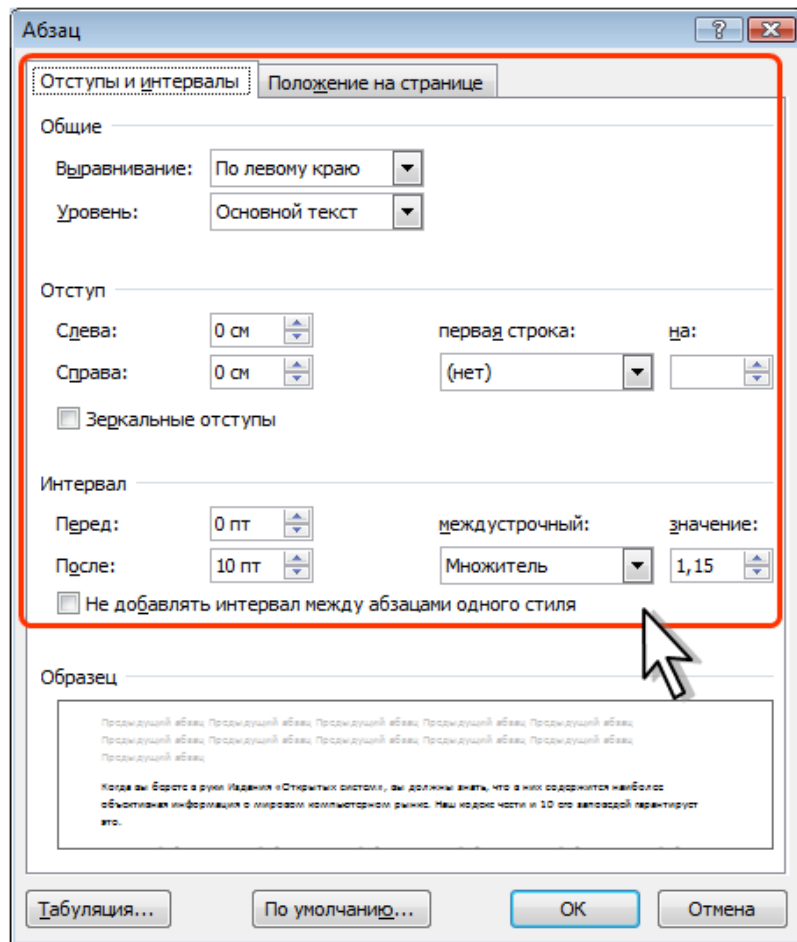 Абзац
Отступы и интервалы Положение на странице
Общие
Выравнивание: По левому краю
Уровень: Основной текст
Отступ
Слева: 0 см первая строка: на:
Справа: 0 см (нет)
Зеркальные отступы
Интервал
Перед: 0 пт междустрочный: значение:
После: 10 пт Множитель 1,15
Не добавлять интервал между абзацами одного стиля
Образец
Предыдущий абзац Предыдущий абзац Предыдущий абзац Предыдущий абзац Предыдущий абзац
Предыдущий абзац Предыдущий абзац Предыдущий абзац Предыдущий абзац Предыдущий абзац
Предыдущий абзац
Когда вы берете в руки Издания «Открытых систем», вы должны знать, что в них содержится наиболее
объективная информация о мировом компьютерном рынке. Наш кодекс чести и 10 его заповедей гарантирует
это.
Табуляция... По умолчанию... ОК Отмена